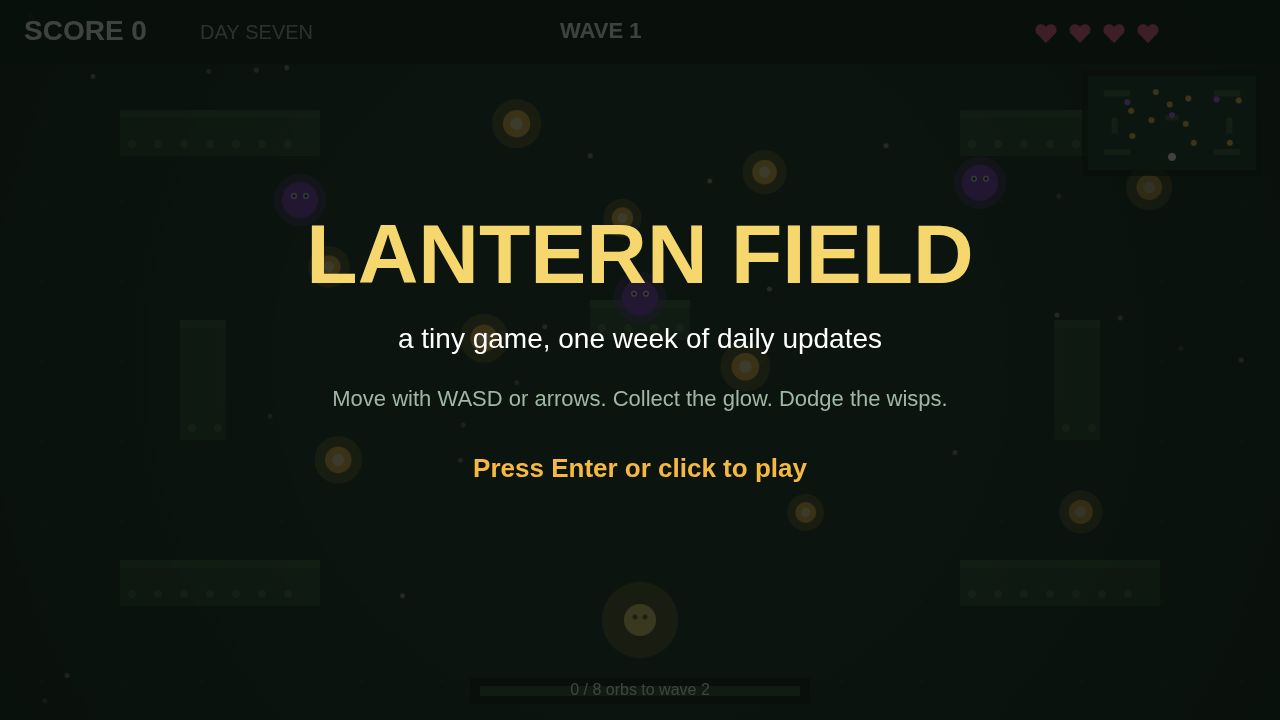 SCORE 0
DAY SEVEN
WAVE 1
LANTERN FIELD
a tiny game, one week of daily updates
Move with WASD or arrows. Collect the glow. Dodge the wisps.
Press Enter or click to play
0 / 8 orbs to wave 2